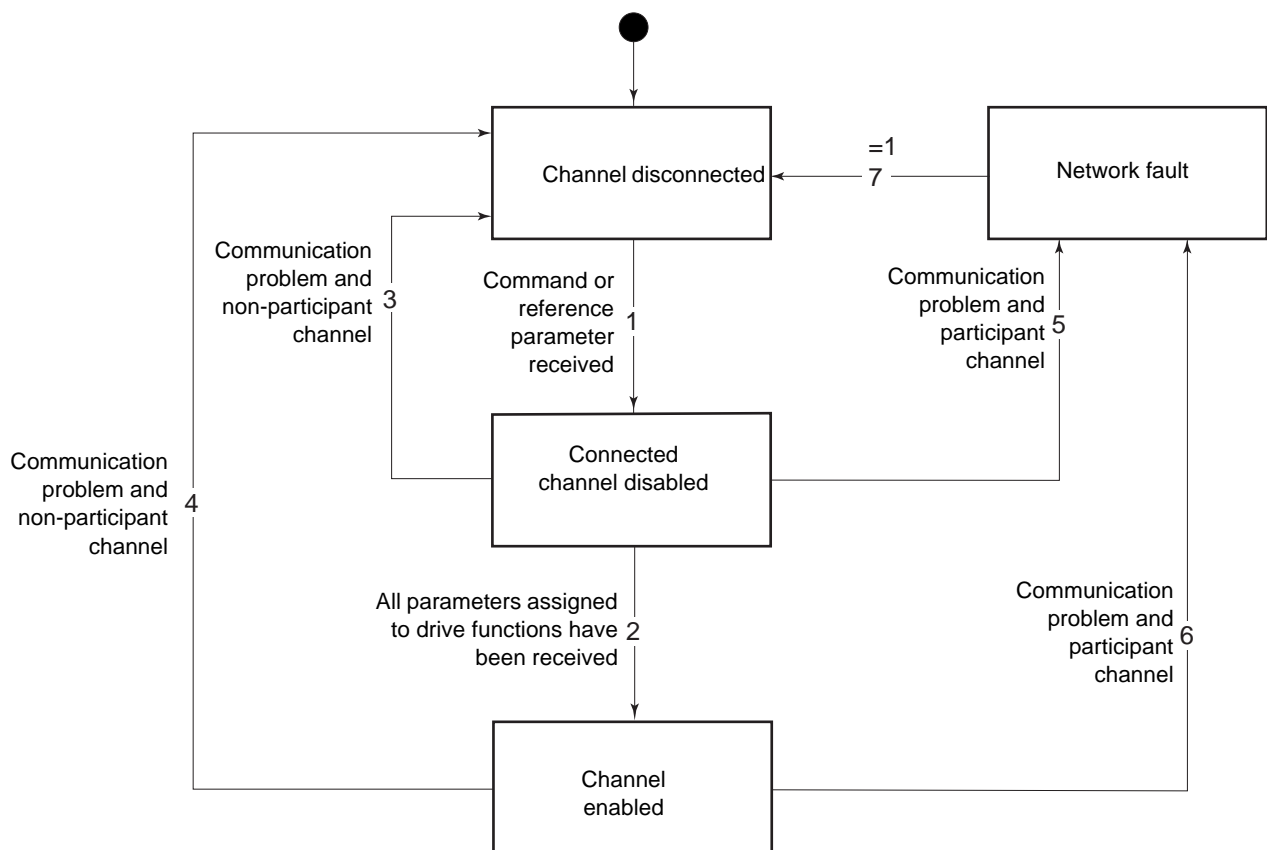 Channel disconnected
=1
7
Network fault
Communication
problem and
non-participant
channel
3
Command or
reference
parameter
received
1
Communication
problem and
participant
channel
5
Connected
channel disabled
Communication
problem and
non-participant
channel
4
All parameters assigned
to drive functions have
been received
2
Communication
problem and
participant
channel
6
Channel
enabled